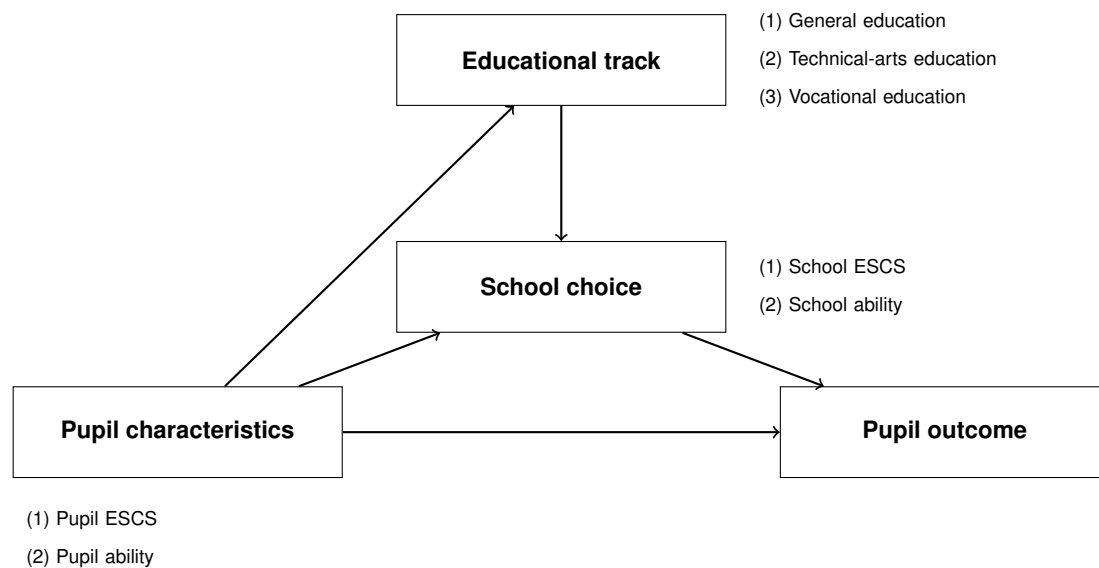 Educational track
(1) General education
(2) Technical-arts education
(3) Vocational education
School choice
(1) School ESCS
(2) School ability
Pupil characteristics
Pupil outcome
(1) Pupil ESCS
(2) Pupil ability